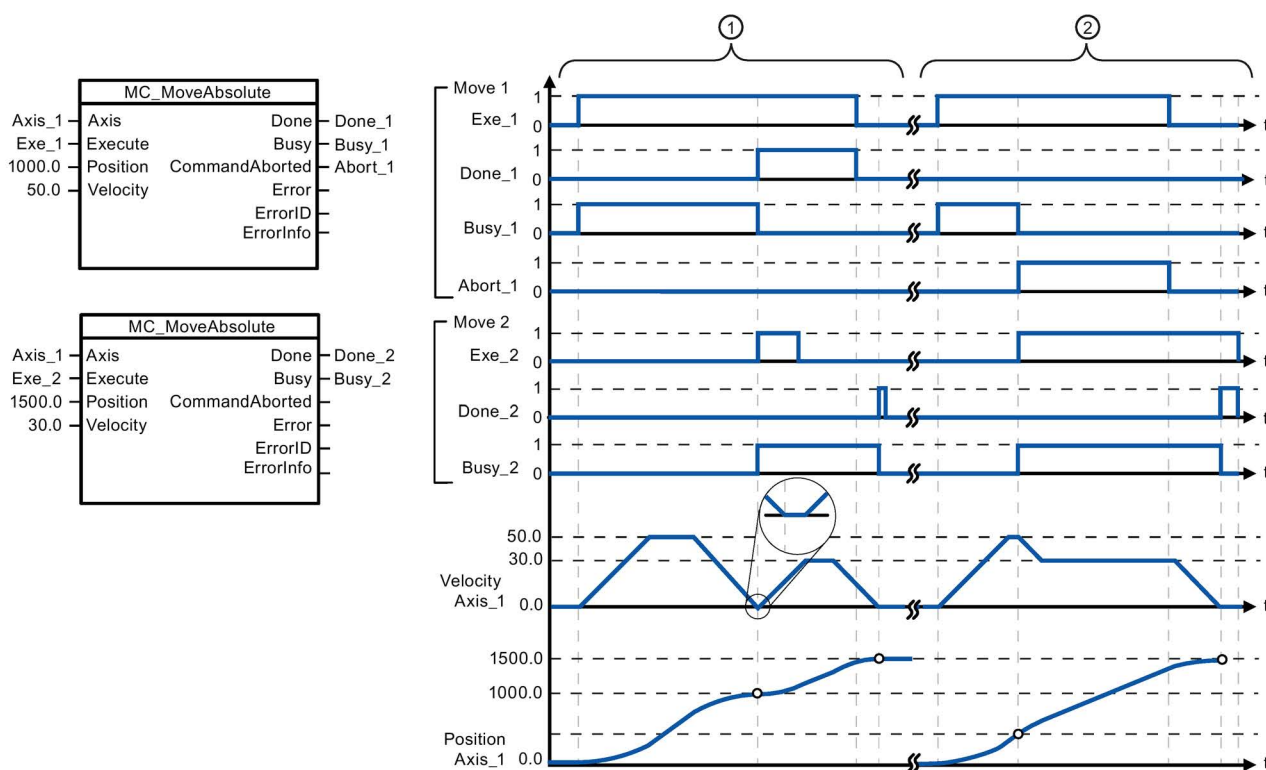 ① ②
MC_MoveAbsolute
Axis_1 Axis Done Done_1
Exe_1 Execute Busy Busy_1
1000.0 Position CommandAborted Abort_1
50.0 Velocity Error
ErrorID
ErrorInfo
MC_MoveAbsolute
Axis_1 Axis Done Done_2
Exe_2 Execute Busy Busy_2
1500.0 Position CommandAborted
30.0 Velocity Error
ErrorID
ErrorInfo
Move 1
1
Exe_1
0 t
1
Done_1
0 t
1
Busy_1
0 t
1
Abort_1
0 t
Move 2
1
Exe_2
0 t
1
Done_2
0 t
1
Busy_2
0 t
50.0
30.0
Velocity
Axis_1
0.0 t
1500.0
1000.0
Position
Axis_1
0.0 t